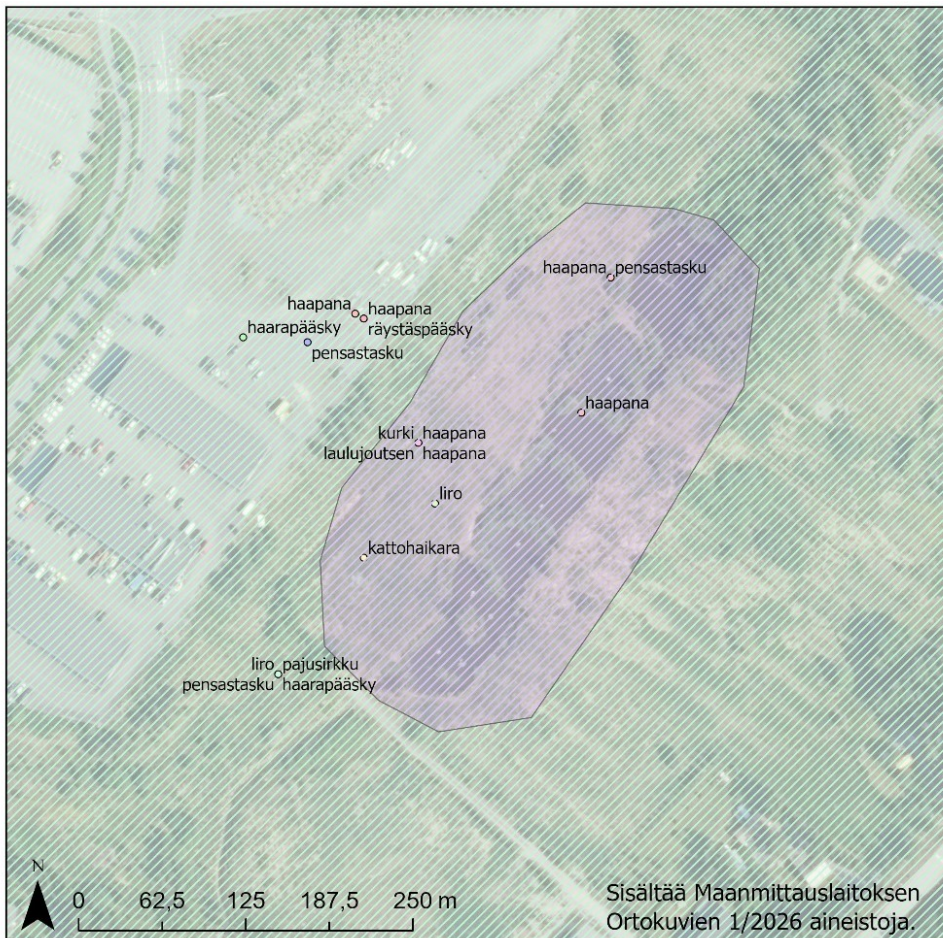 haapana pensastasku
haapana
haapana
räystäspääsky
haarapääsky
pensastasku
haapana
kurki haapana
laulujoutsen haapana
liro
kattohaikara
liro pajusirkku
pensastasku haarapääsky
N
0 62,5 125 187,5 250 m
Sisältää Maanmittauslaitoksen
Ortokuvien 1/2026 aineistoja.